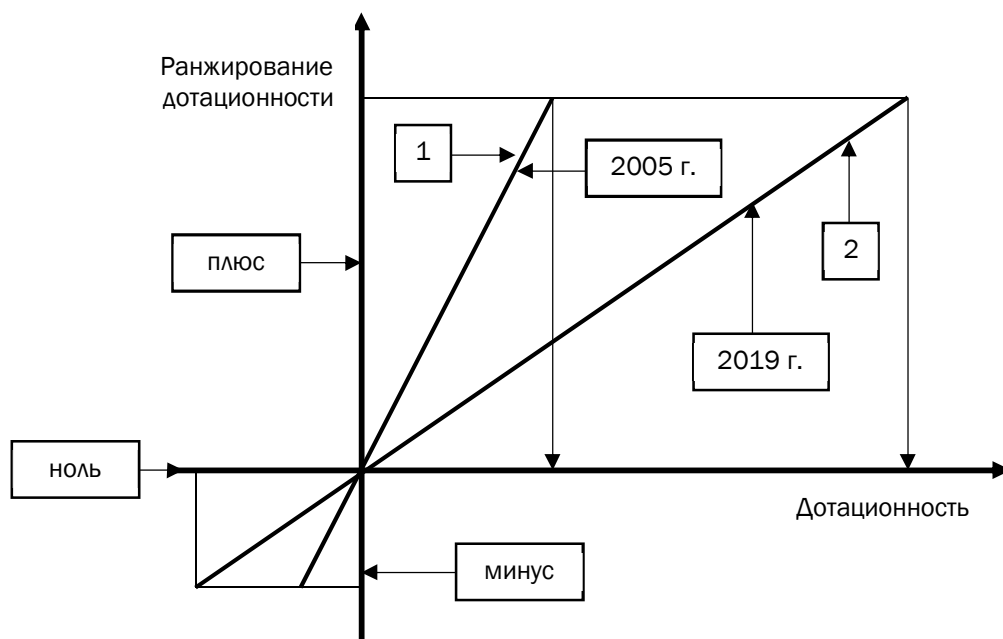 Ранжирование
дотационности
1
2005 г.
плюс
2
2019 г.
ноль
Дотационность
минус